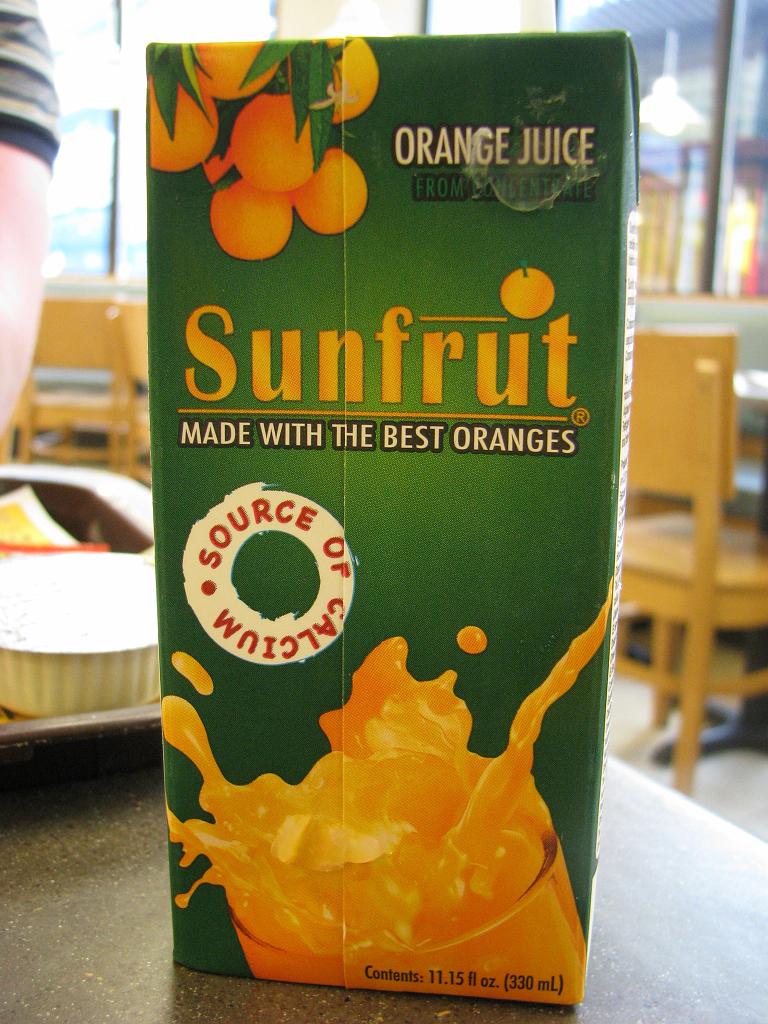 ORANGE JUICE
FROM CONCENTRATE
Sunfrut®
MADE WITH THE BEST ORANGES
SOURCE OF CALCIUM •
Contents: 11.15 fl oz. (330 mL)